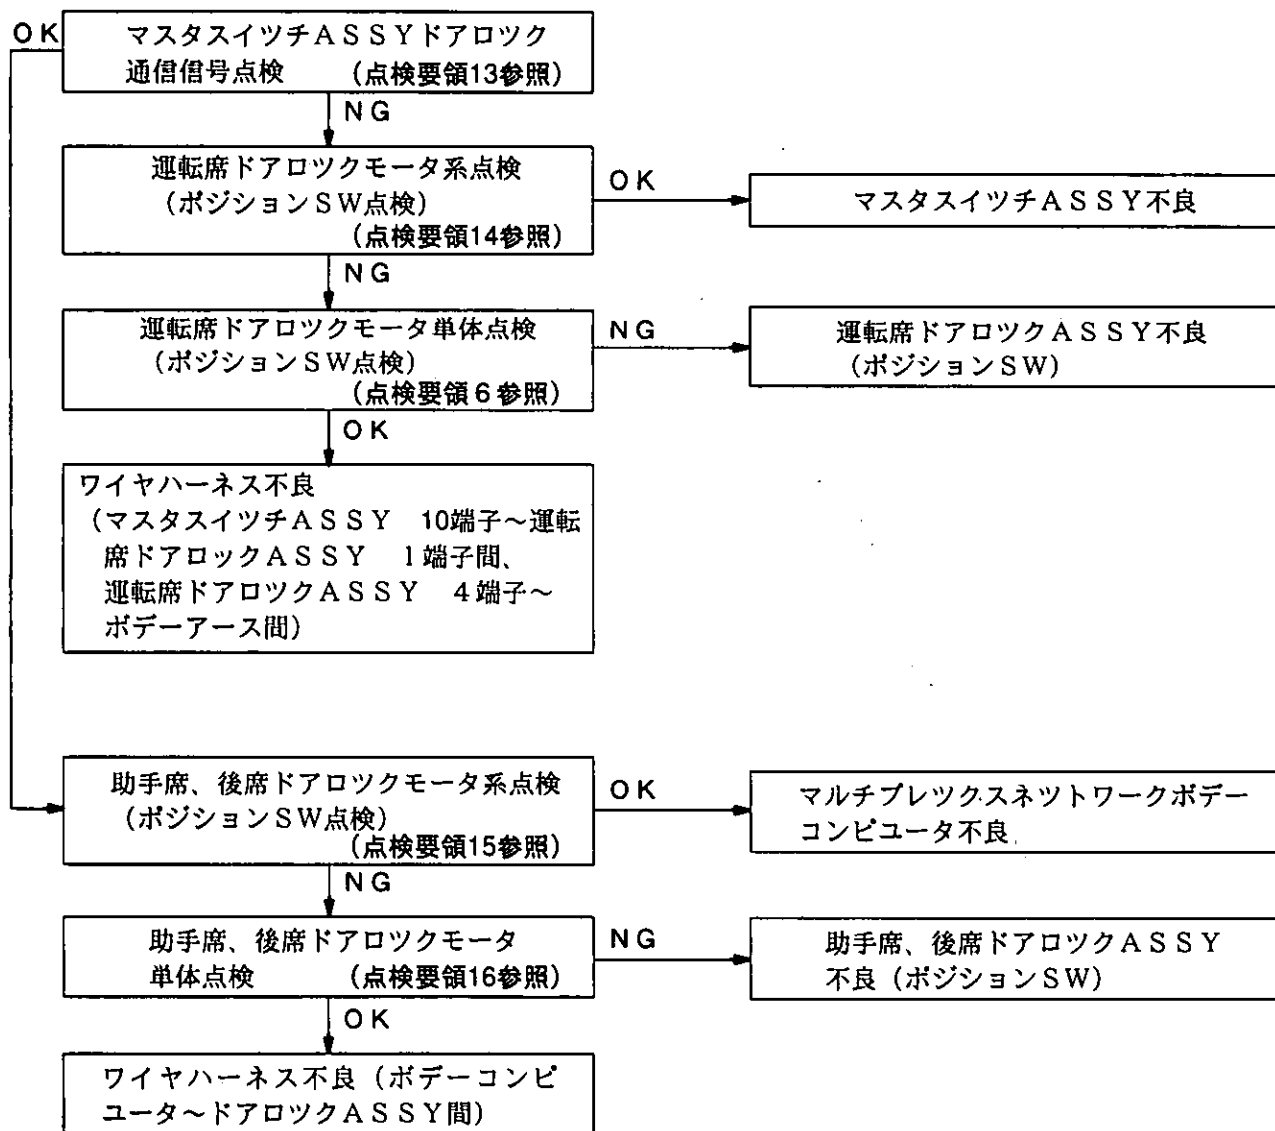 OK
マスタスイツチＡＳＳＹドアロツク
通信信号点検　（点検要領13参照）
NG
運転席ドアロツクモータ系点検
（ポジションＳＷ点検）
（点検要領14参照）
OK
マスタスイツチＡＳＳＹ不良
NG
運転席ドアロツクモータ単体点検
（ポジションＳＷ点検）
（点検要領６参照）
NG
運転席ドアロツクＡＳＳＹ不良
（ポジションＳＷ）
OK
ワイヤハーネス不良
（マスタスイツチＡＳＳＹ　10端子～運転
席ドアロックＡＳＳＹ　１端子間、
運転席ドアロツクＡＳＳＹ　４端子～
ボデーアース間）
助手席、後席ドアロツクモータ系点検
（ポジションＳＷ点検）
（点検要領15参照）
OK
マルチプレツクスネツトワークボデー
コンピユータ不良
NG
助手席、後席ドアロツクモータ
単体点検　（点検要領16参照）
NG
助手席、後席ドアロツクＡＳＳＹ
不良（ポジションＳＷ）
OK
ワイヤハーネス不良（ボデーコンピ
ユータ～ドアロツクＡＳＳＹ間）